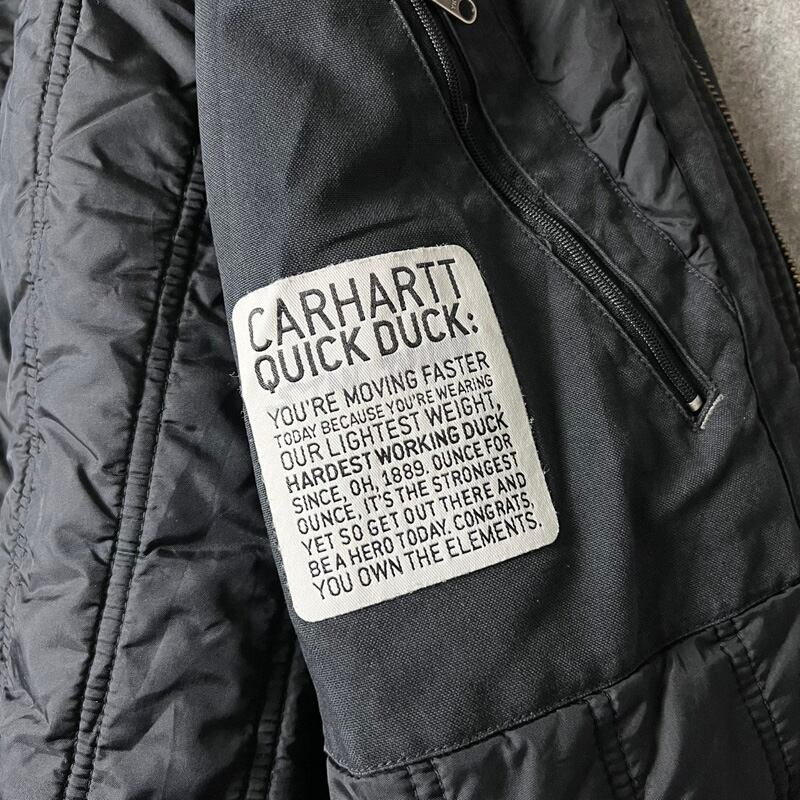 CARHARTT
QUICK DUCK:
YOU'RE MOVING FASTER
TODAY BECAUSE YOU'RE WEARING
OUR LIGHTEST WEIGHT,
HARDEST WORKING DUCK
SINCE, OH, 1889. OUNCE FOR
OUNCE, IT'S THE STRONGEST
YET SO GET OUT THERE AND
BE A HERO TODAY. CONGRATS,
YOU OWN THE ELEMENTS.